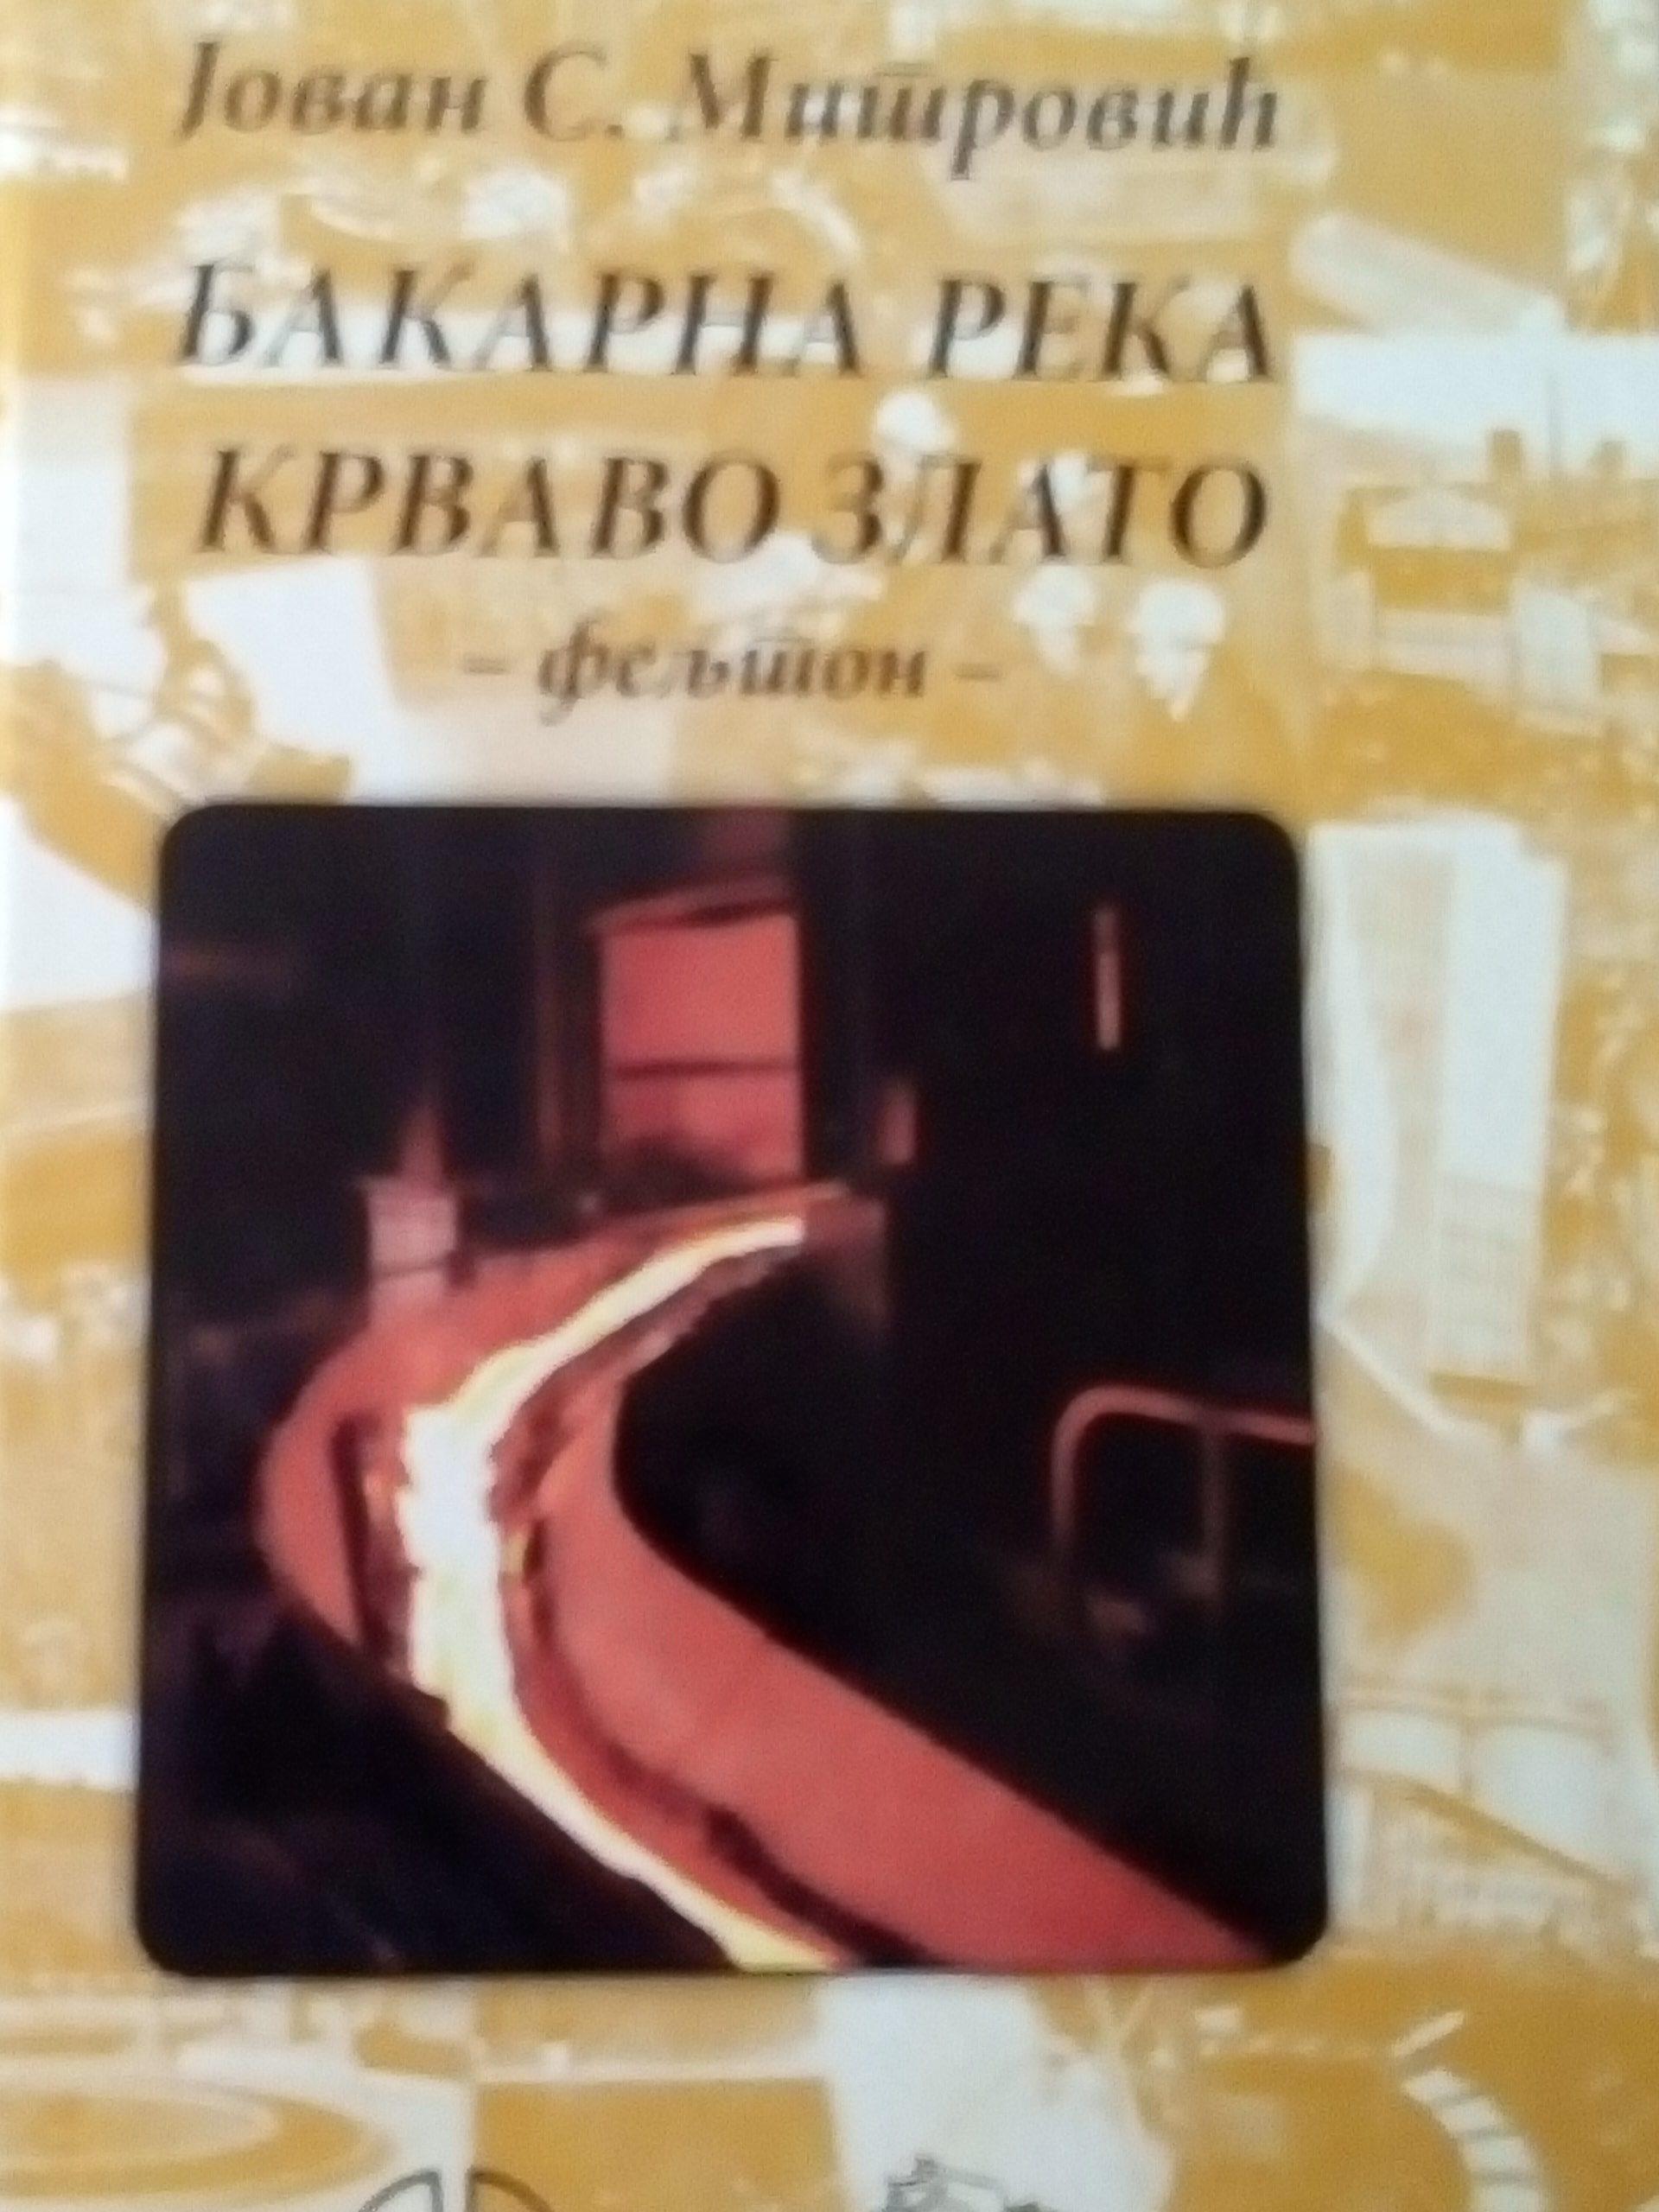 Јован С. Митровић
БАКАРНА РЕКА
КРВАВО ЗЛАТО
– фељтон –